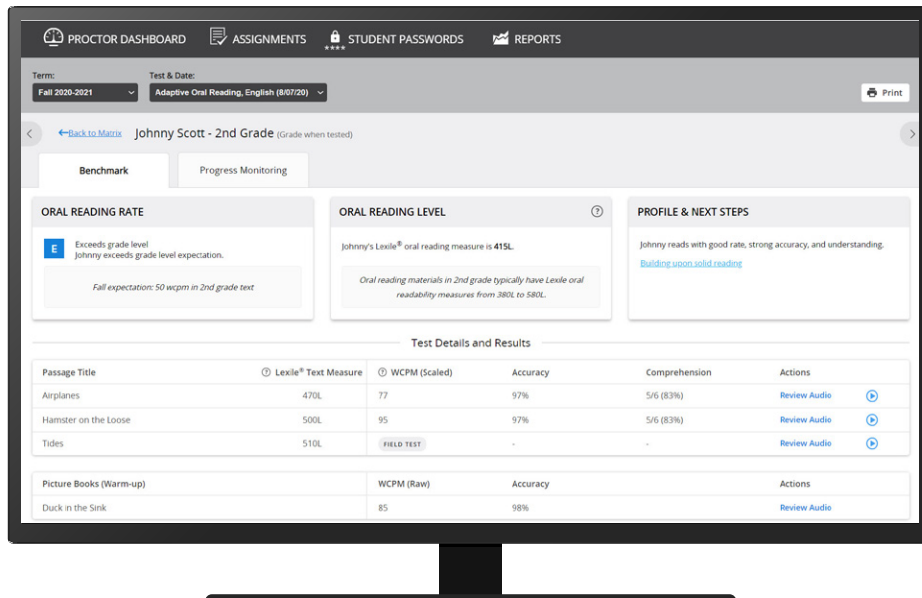 PROCTOR DASHBOARD ASSIGNMENTS **** STUDENT PASSWORDS REPORTS
Term: Test & Date:
Fall 2020-2021 Adaptive Oral Reading, English (8/07/20) Print
←Back to Matrix Johnny Scott - 2nd Grade (Grade when tested)
Benchmark Progress Monitoring
ORAL READING RATE
E Exceeds grade level
Johnny exceeds grade level expectation.
Fall expectation: 50 wcpm in 2nd grade text
ORAL READING LEVEL ?
Johnny's Lexile® oral reading measure is 415L.
Oral reading materials in 2nd grade typically have Lexile oral
readability measures from 380L to 580L.
PROFILE & NEXT STEPS
Johnny reads with good rate, strong accuracy, and understanding.
Building upon solid reading
Test Details and Results
Passage Title ? Lexile® Text Measure ? WCPM (Scaled) Accuracy Comprehension Actions
Airplanes 470L 77 97% 5/6 (83%) Review Audio
Hamster on the Loose 500L 95 97% 5/6 (83%) Review Audio
Tides 510L FIELD TEST - - Review Audio
Picture Books (Warm-up) WCPM (Raw) Accuracy Actions
Duck in the Sink 85 98% Review Audio